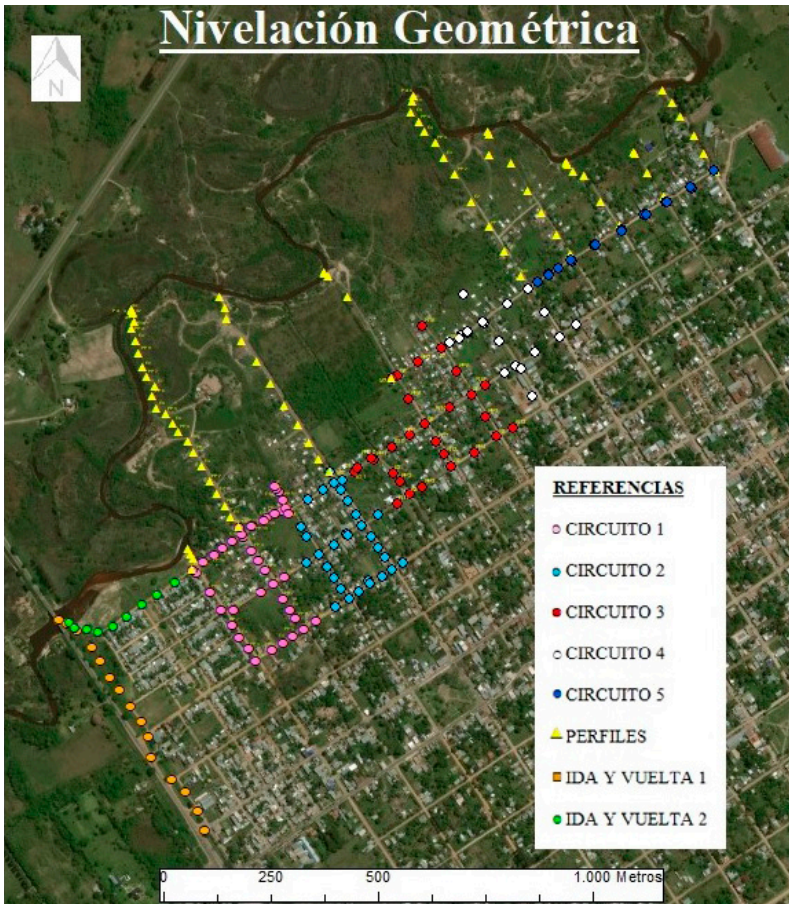 Nivelación Geométrica
N
REFERENCIAS
CIRCUITO 1
CIRCUITO 2
CIRCUITO 3
CIRCUITO 4
CIRCUITO 5
PERFILES
IDA Y VUELTA 1
IDA Y VUELTA 2
0 250 500 1.000 Metros